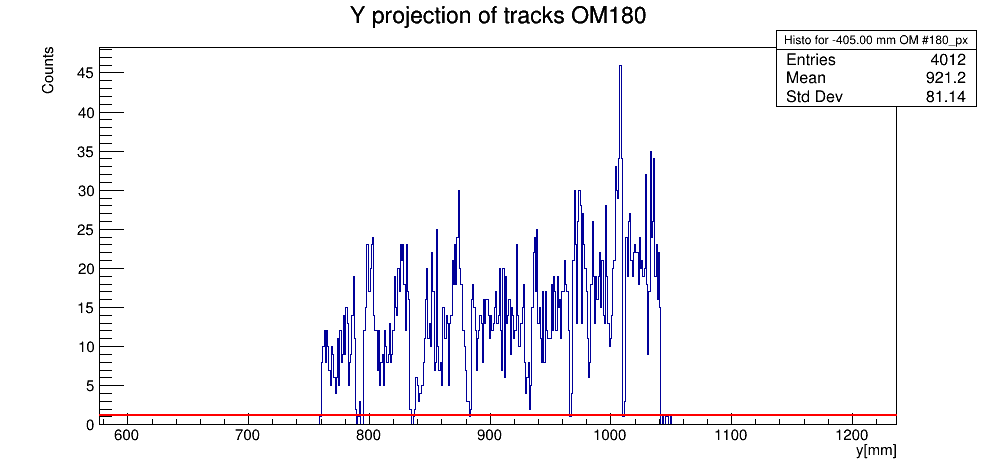 Y projection of tracks OM180
Histo for -405.00 mm OM #180_px
Entries 4012
Mean 921.2
Std Dev 81.14
Counts
45
40
35
30
25
20
15
10
5
0
600 700 800 900 1000 1100 1200
y[mm]